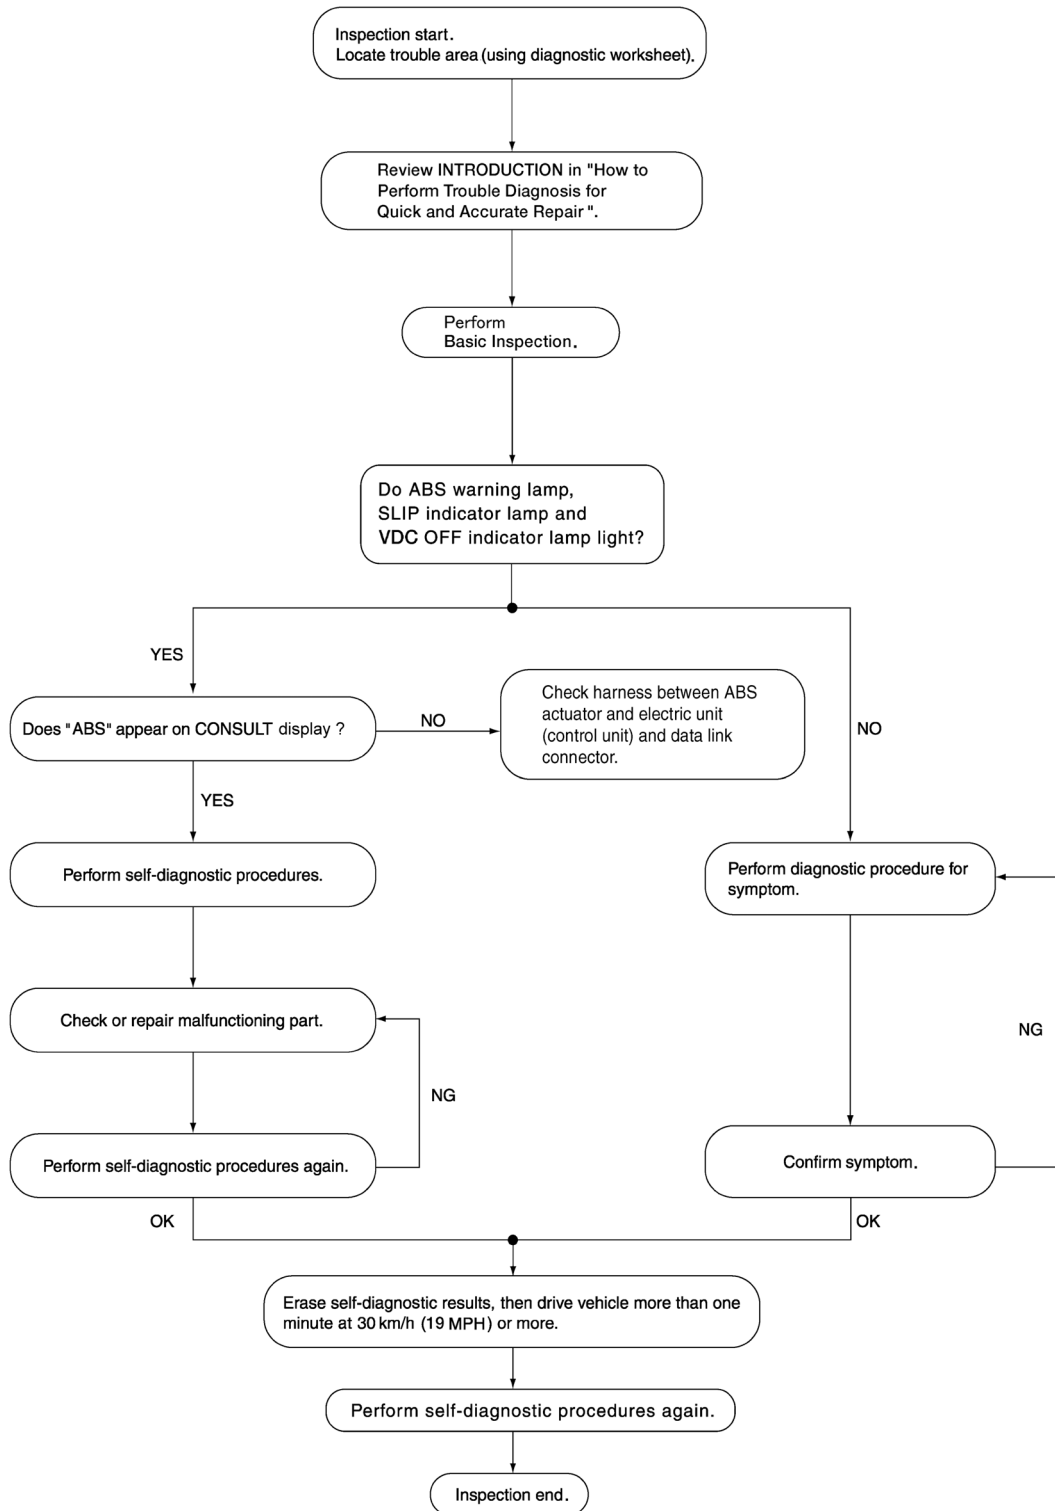 Inspection start.
Locate trouble area (using diagnostic worksheet).
Review INTRODUCTION in "How to
Perform Trouble Diagnosis for
Quick and Accurate Repair ".
Perform
Basic Inspection.
Do ABS warning lamp,
SLIP indicator lamp and
VDC OFF indicator lamp light?
YES
NO
Does "ABS" appear on CONSULT display ?
NO
Check harness between ABS
actuator and electric unit
(control unit) and data link
connector.
YES
Perform self-diagnostic procedures.
Perform diagnostic procedure for
symptom.
Check or repair malfunctioning part.
NG
NG
Perform self-diagnostic procedures again.
Confirm symptom.
OK
OK
Erase self-diagnostic results, then drive vehicle more than one
minute at 30 km/h (19 MPH) or more.
Perform self-diagnostic procedures again.
Inspection end.